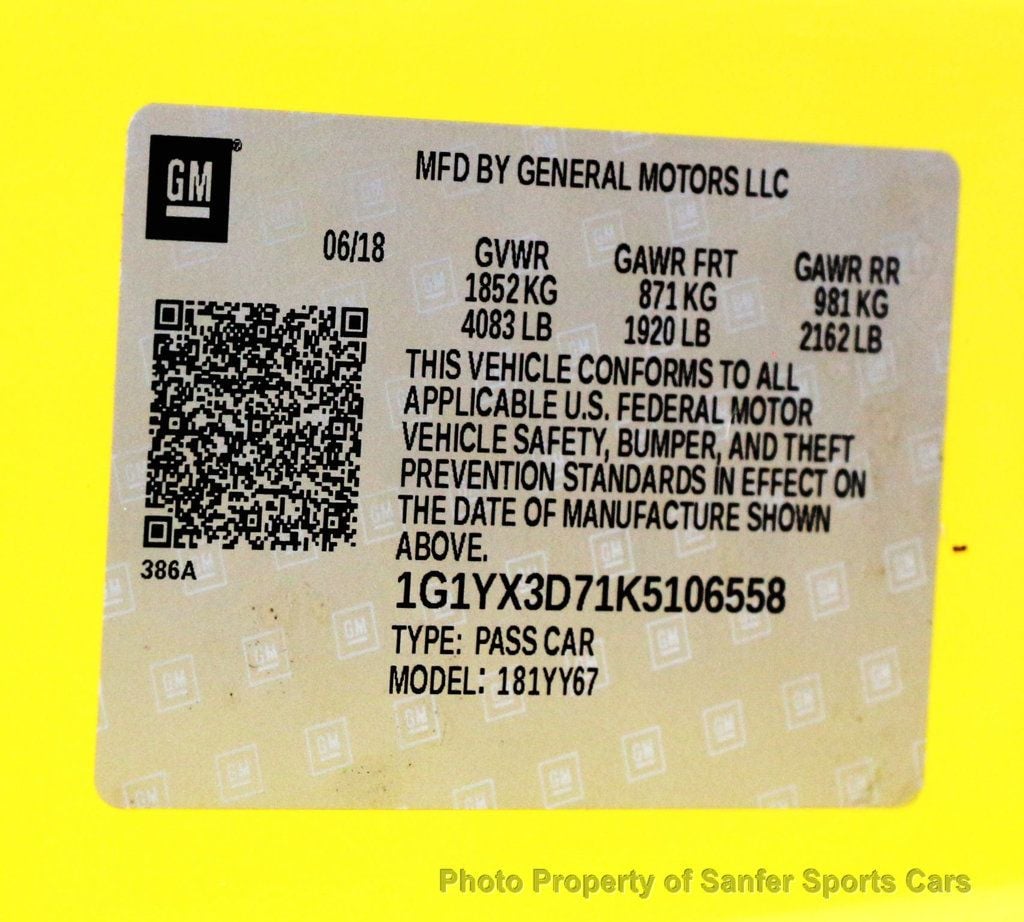 GM
MFD BY GENERAL MOTORS LLC
06/18
GVWR GAWR FRT GAWR RR
1852 KG 871 KG 981 KG
4083 LB 1920 LB 2162 LB
THIS VEHICLE CONFORMS TO ALL
APPLICABLE U.S. FEDERAL MOTOR
VEHICLE SAFETY, BUMPER, AND THEFT
PREVENTION STANDARDS IN EFFECT ON
THE DATE OF MANUFACTURE SHOWN
ABOVE.
386A
1G1YX3D71K5106558
TYPE: PASS CAR
MODEL: 181YY67
Photo Property of Sanfer Sports Cars